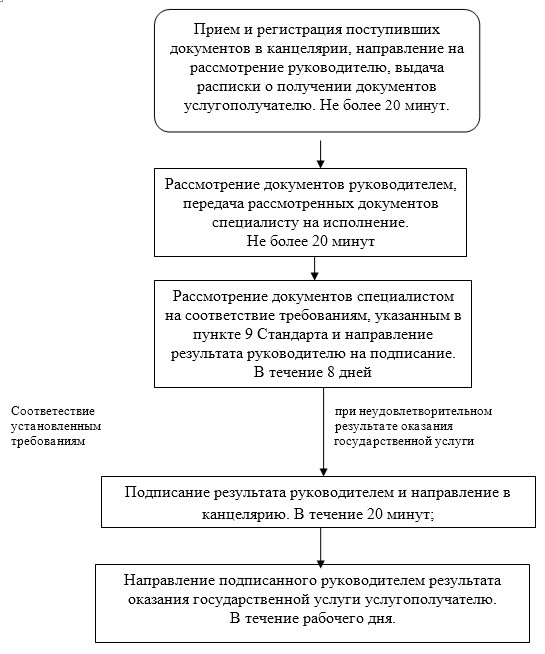 Прием и регистрация поступивших
документов в канцелярии, направление на
рассмотрение руководителю, выдача
расписки о получении документов
услугополучателю. Не более 20 минут.
Рассмотрение документов руководителем,
передача рассмотренных документов
специалисту на исполнение.
Не более 20 минут
Рассмотрение документов специалистом
на соответствие требованиям, указанным в
пункте 9 Стандарта и направление
результата руководителю на подписание.
В течение 8 дней
Соответествие
установленным
требованиям
при неудовлетворительном
результате оказания
государственной услуги
Подписание результата руководителем и направление в
канцелярию. В течение 20 минут;
Направление подписанного руководителем результата
оказания государственной услуги услугополучателю.
В течение рабочего дня.